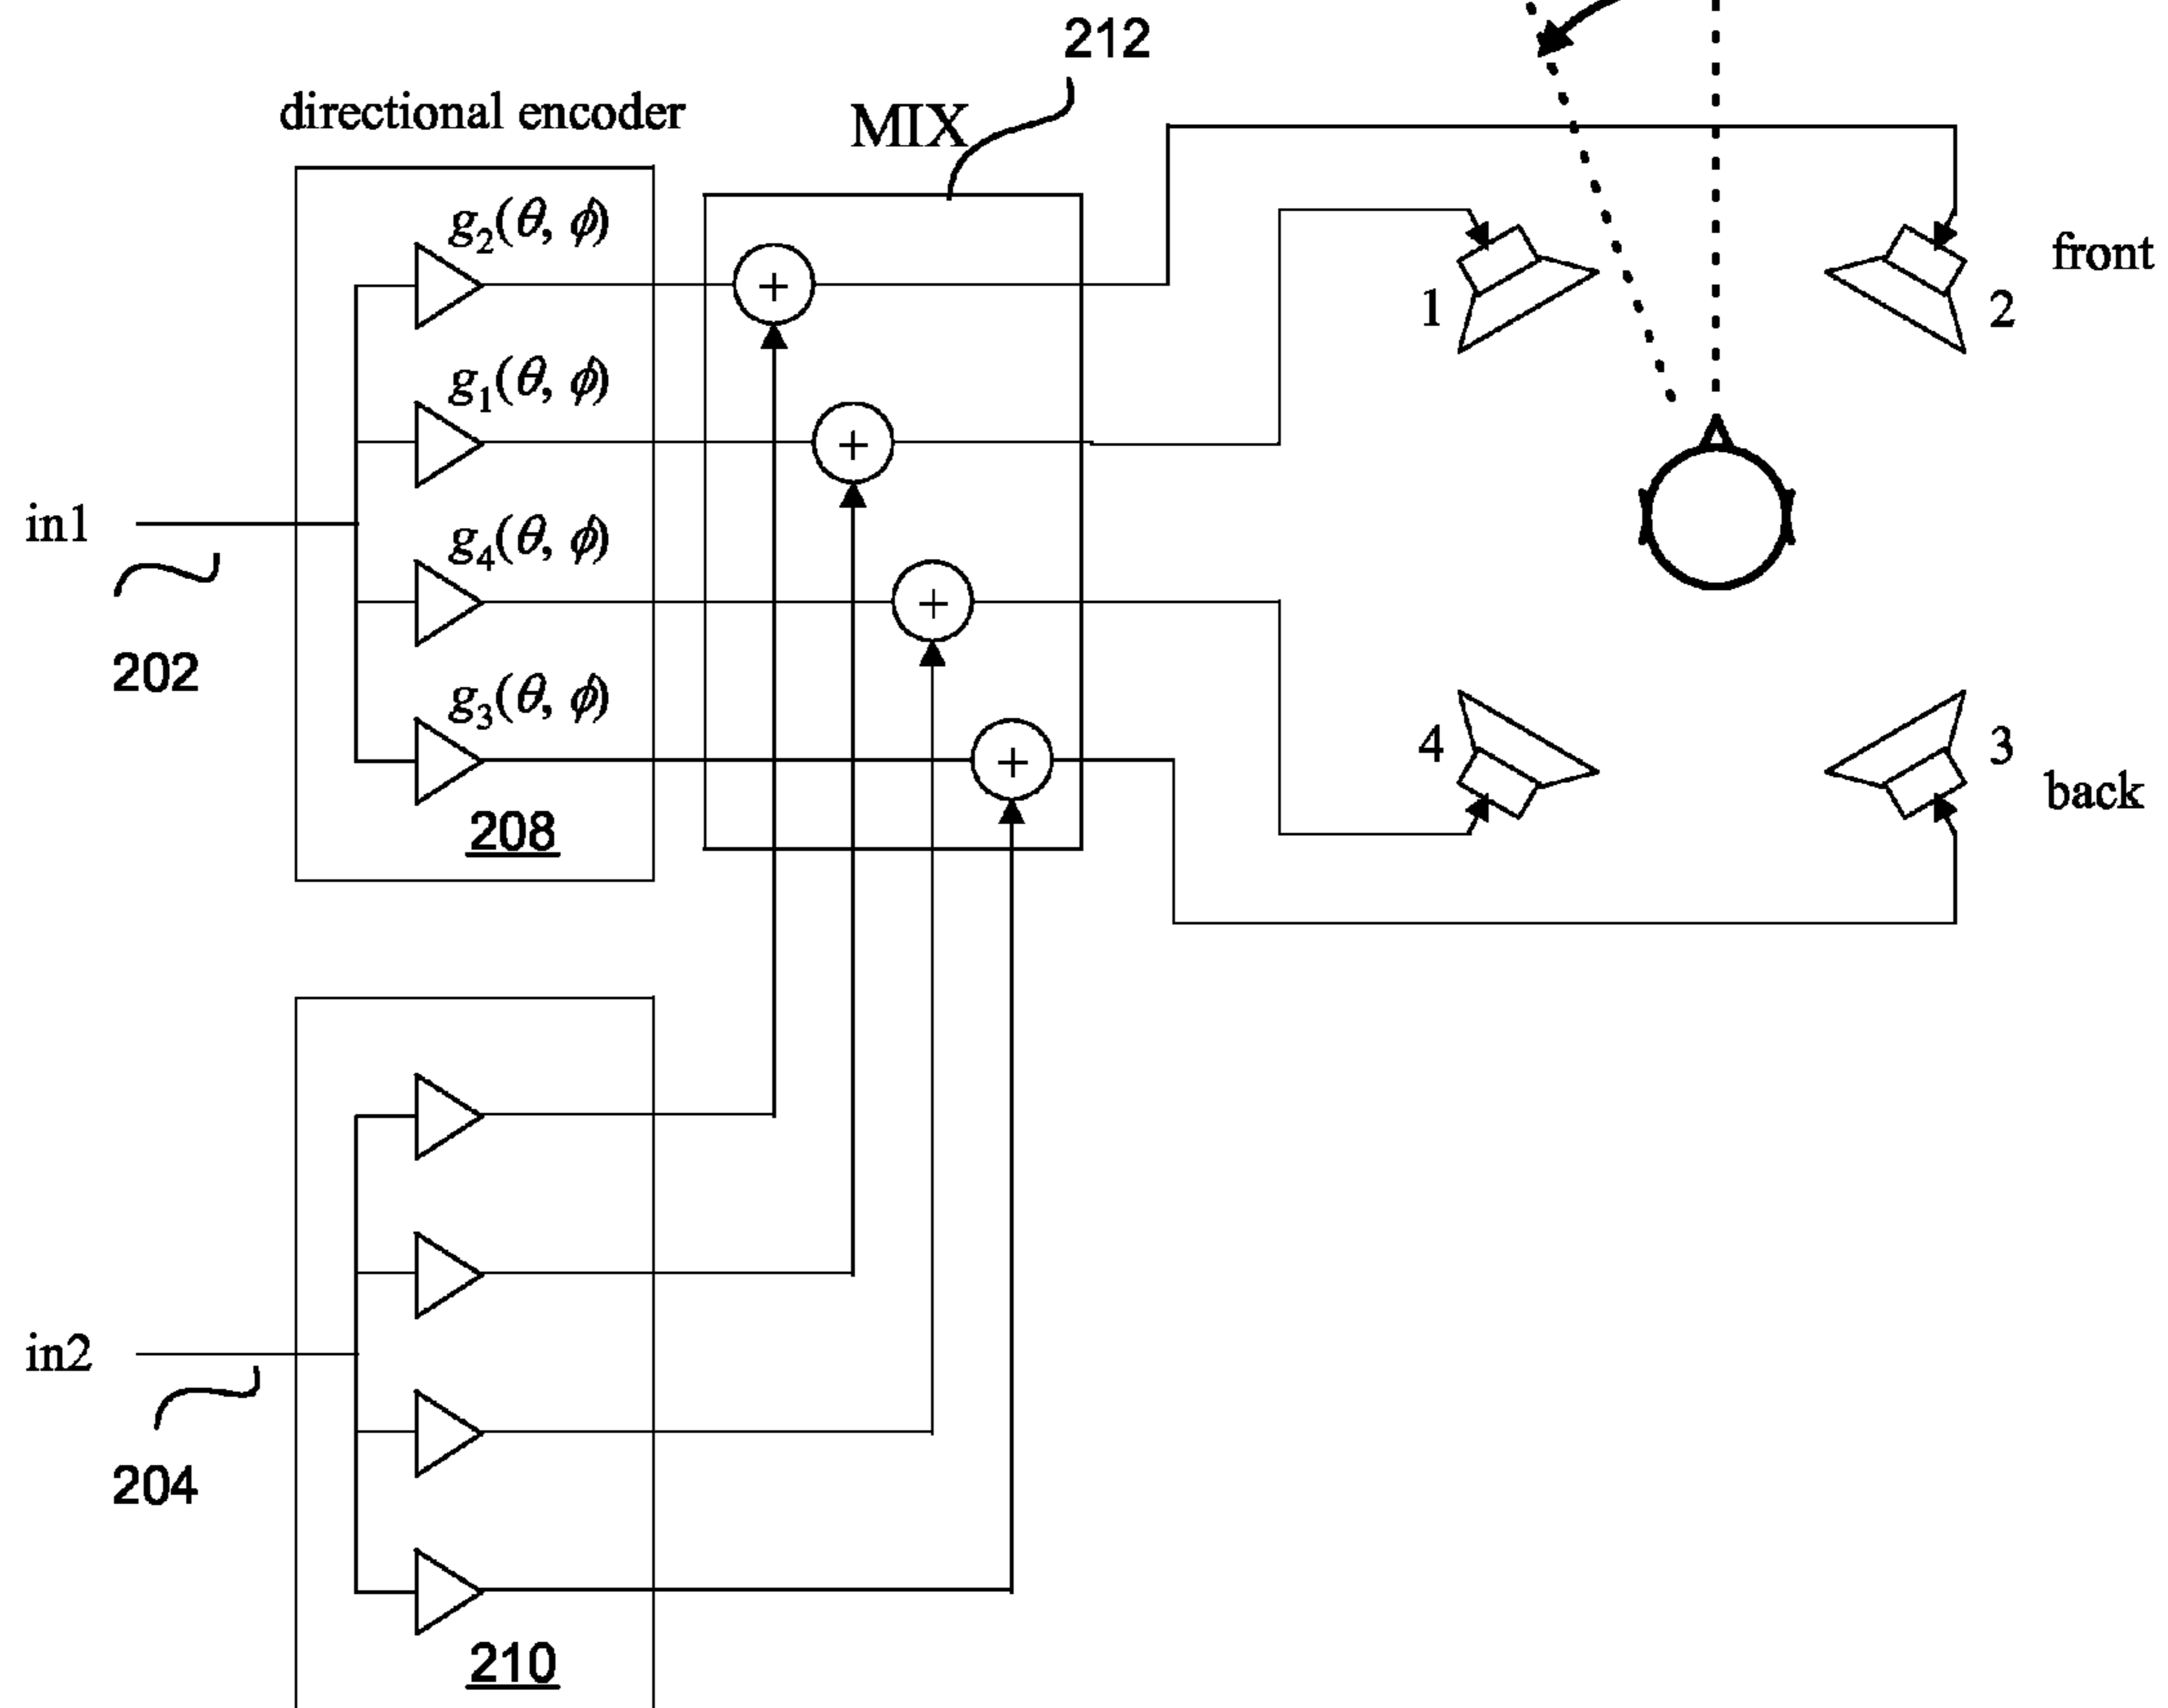 212
directional encoder
MIX
g₂(θ, ϕ)
+
front
1
2
g₁(θ, ϕ)
+
in1
g₄(θ, ϕ)
+
202
g₃(θ, ϕ)
+
4
3
back
208
in2
204
210